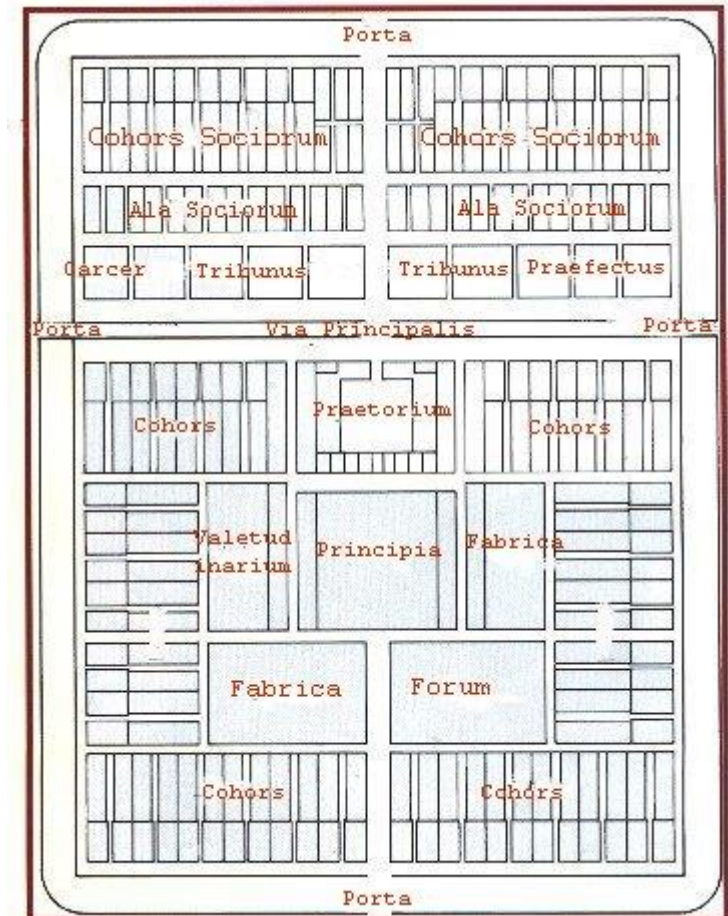 Porta
Cohors Sociorum
Cohors Sociorum
Ala Sociorum
Ala Sociorum
Carcer
Tribunus
Tribunus
Praefectus
Porta
Via Principalis
Porta
Cohors
Praetorium
Cohors
Valetud
inarium
Principia
Fabrica
Fabrica
Forum
Cohors
Cohors
Porta